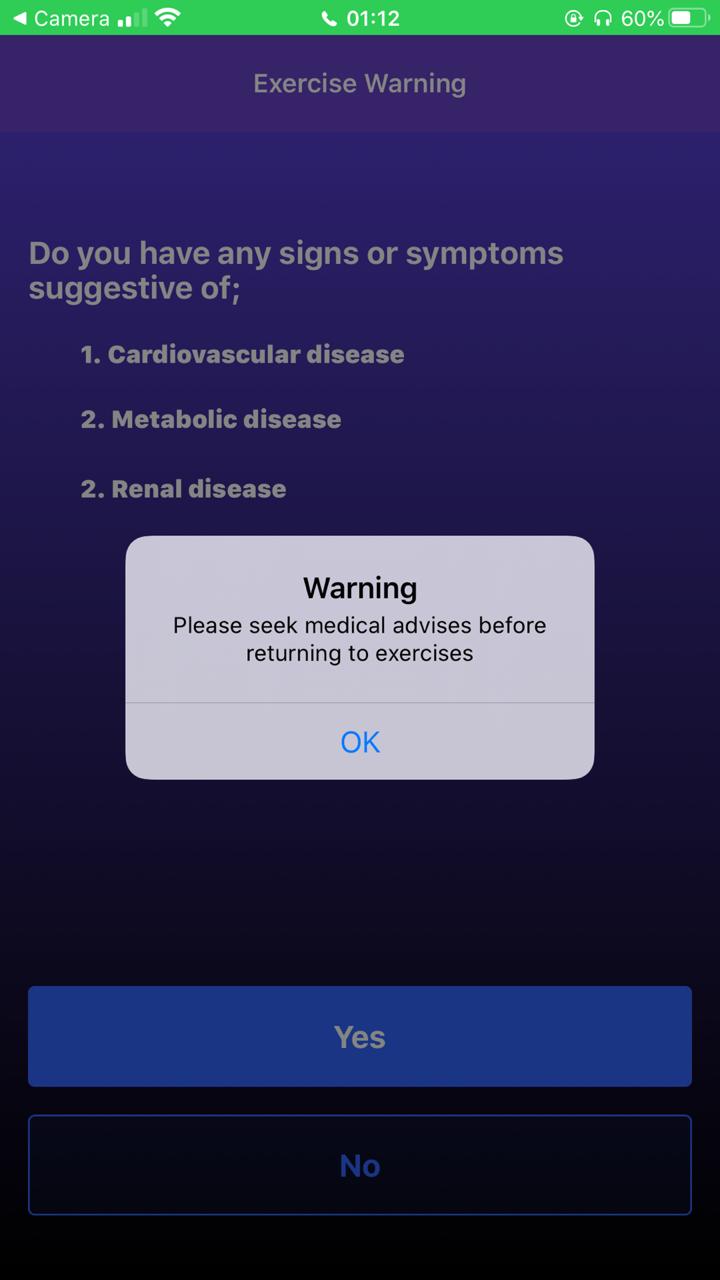 Camera 01:12 60%
Exercise Warning
Do you have any signs or symptoms
suggestive of;
1. Cardiovascular disease
2. Metabolic disease
2. Renal disease
Warning
Please seek medical advises before
returning to exercises
OK
Yes
No